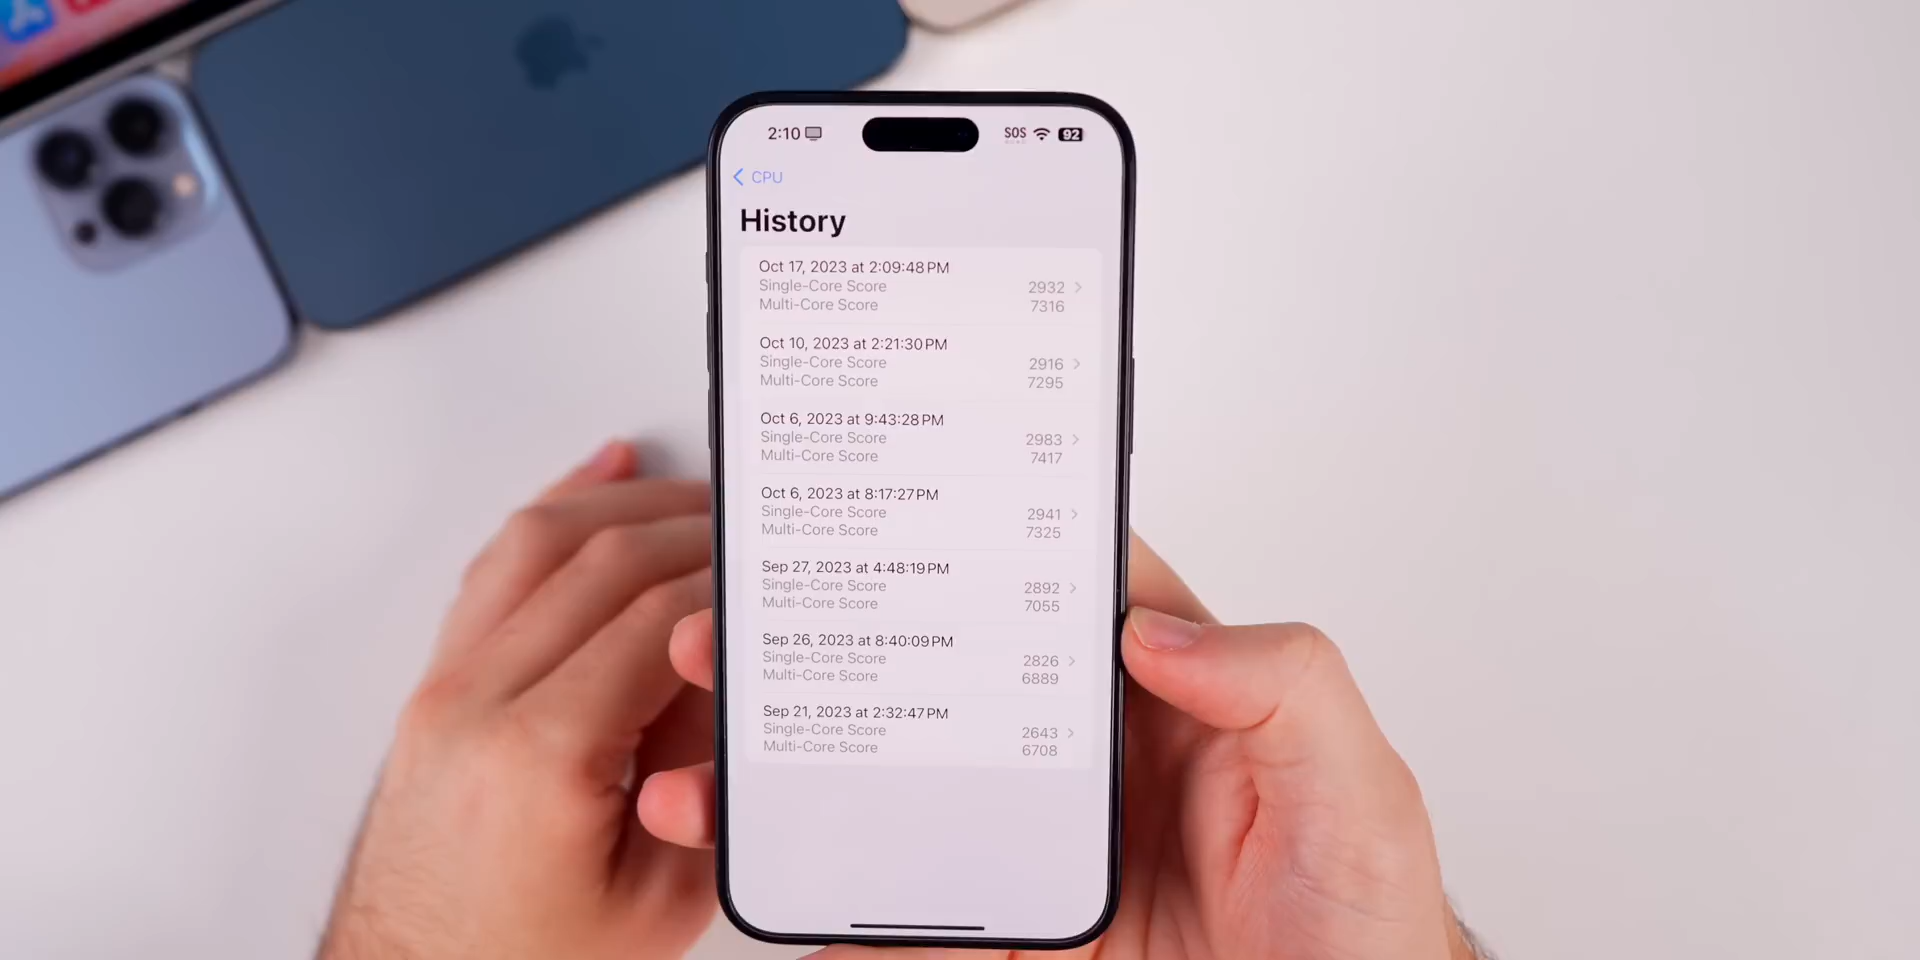 2:10
SOS 92
CPU
History
Oct 17, 2023 at 2:09:48 PM
Single-Core Score 2932
Multi-Core Score 7316
Oct 10, 2023 at 2:21:30 PM
Single-Core Score 2916
Multi-Core Score 7295
Oct 6, 2023 at 9:43:28 PM
Single-Core Score 2983
Multi-Core Score 7417
Oct 6, 2023 at 8:17:27 PM
Single-Core Score 2941
Multi-Core Score 7325
Sep 27, 2023 at 4:48:19 PM
Single-Core Score 2892
Multi-Core Score 7055
Sep 26, 2023 at 8:40:09 PM
Single-Core Score 2826
Multi-Core Score 6889
Sep 21, 2023 at 2:32:47 PM
Single-Core Score 2643
Multi-Core Score 6708